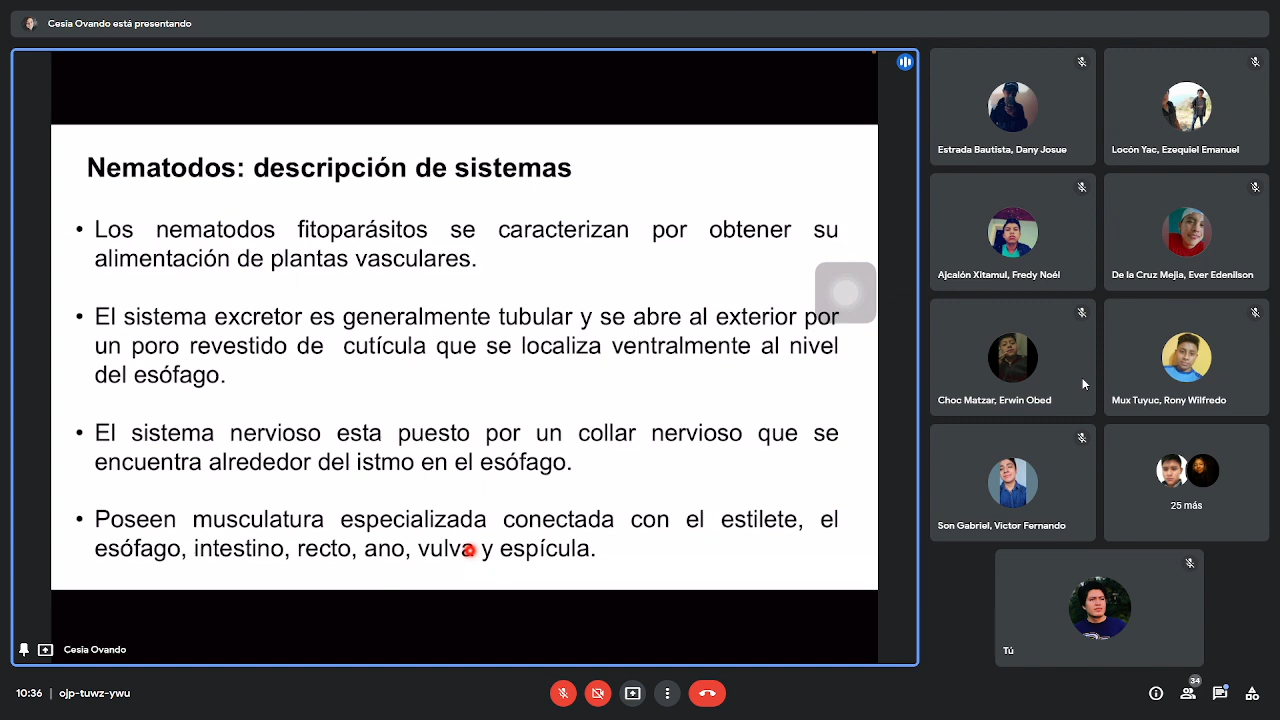 Cesia Ovando está presentando
Nematodos: descripción de sistemas
• Los nematodos fitoparásitos se caracterizan por obtener su
alimentación de plantas vasculares.
• El sistema excretor es generalmente tubular y se abre al exterior por
un poro revestido de cutícula que se localiza ventralmente al nivel
del esófago.
• El sistema nervioso esta puesto por un collar nervioso que se
encuentra alrededor del istmo en el esófago.
• Poseen musculatura especializada conectada con el estilete, el
esófago, intestino, recto, ano, vulva y espícula.
Cesia Ovando
Estrada Bautista, Dany Josue
Locón Yac, Ezequiel Emanuel
Ajcalón Xitamul, Fredy Noél
De la Cruz Mejia, Ever Edenilson
Choc Matzar, Erwin Obed
Mux Tuyuc, Rony Wilfredo
Son Gabriel, Victor Fernando
25 más
Tú
10:36 | ojp-tuwz-ywu
34